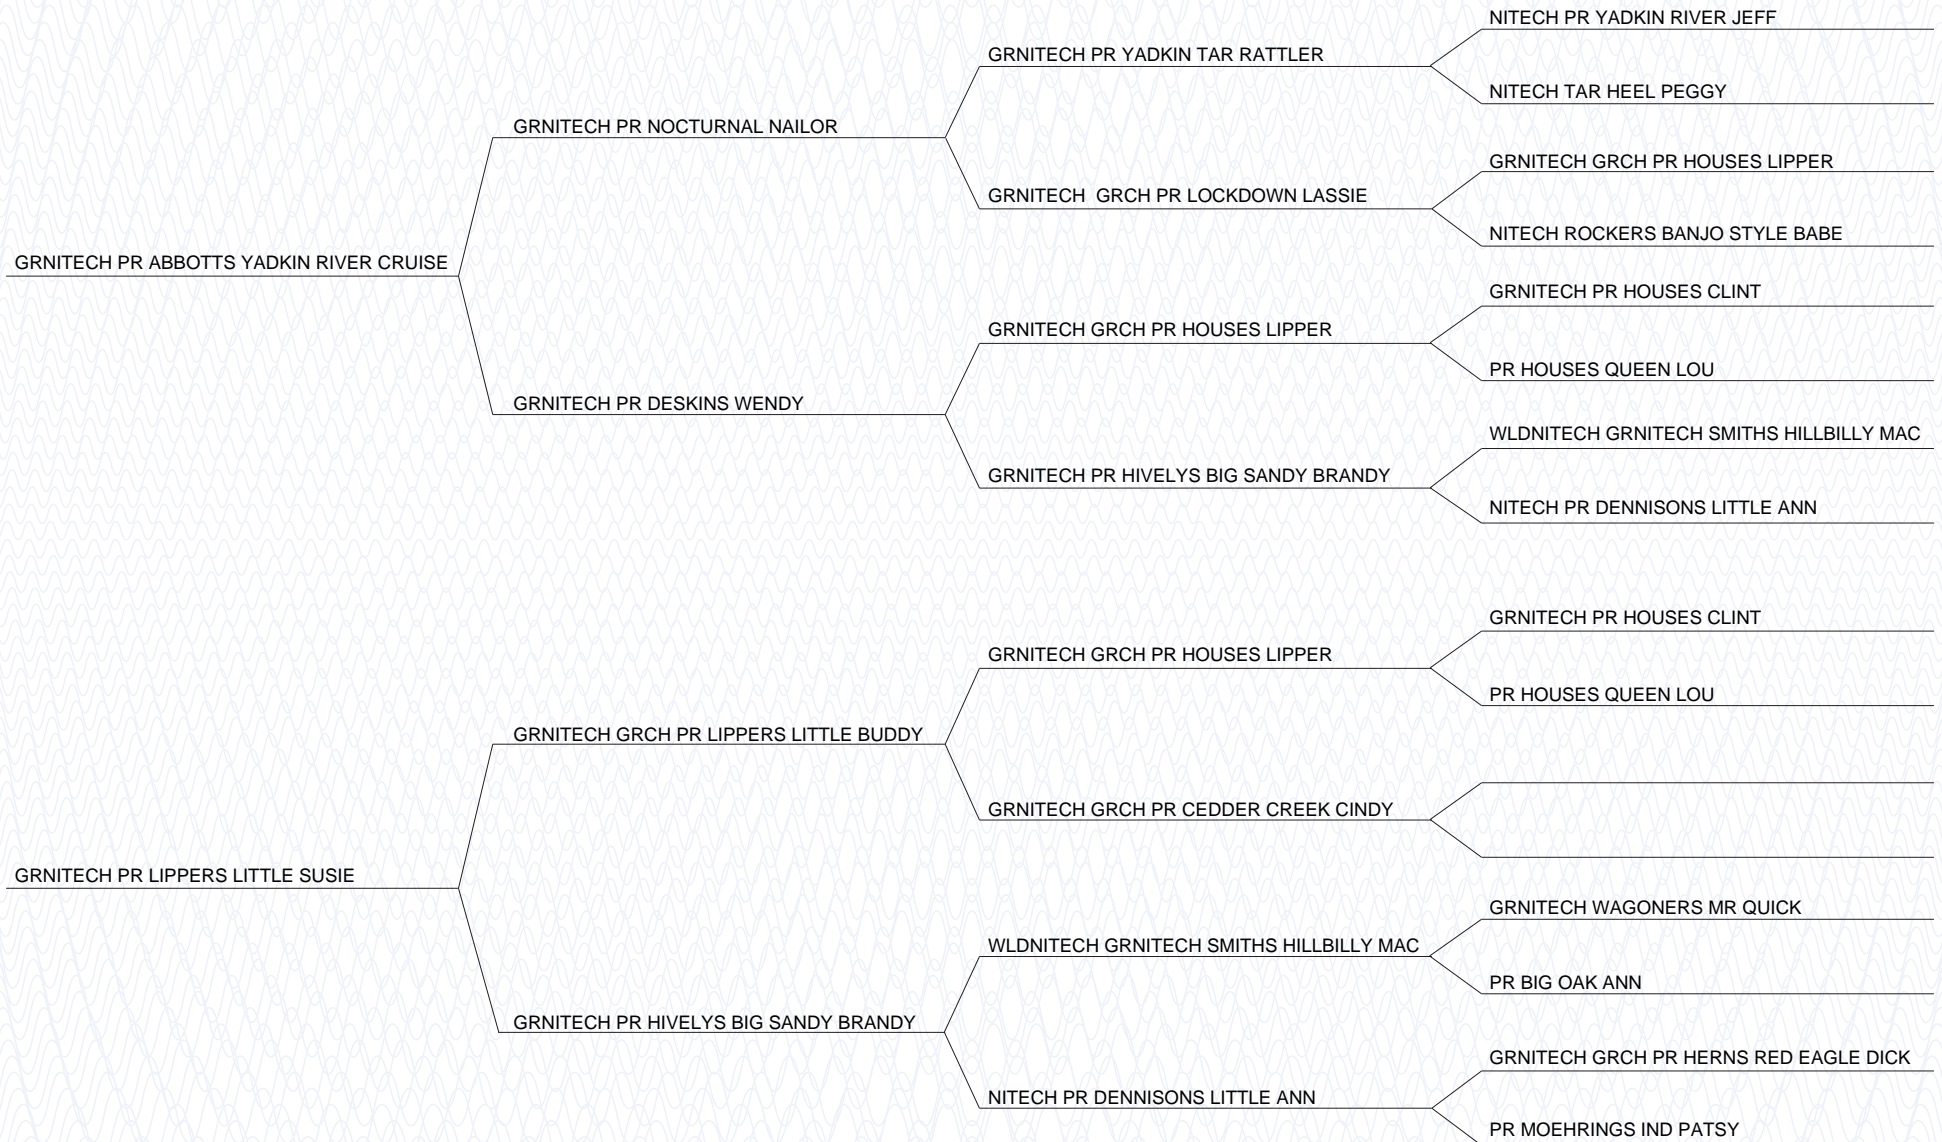 NITECH PR YADKIN RIVER JEFF
GRNITECH PR YADKIN TAR RATTLER
NITECH TAR HEEL PEGGY
GRNITECH PR NOCTURNAL NAILOR
GRNITECH GRCH PR HOUSES LIPPER
GRNITECH  GRCH PR LOCKDOWN LASSIE
NITECH ROCKERS BANJO STYLE BABE
GRNITECH PR ABBOTTS YADKIN RIVER CRUISE
GRNITECH PR HOUSES CLINT
GRNITECH GRCH PR HOUSES LIPPER
PR HOUSES QUEEN LOU
GRNITECH PR DESKINS WENDY
WLDNITECH GRNITECH SMITHS HILLBILLY MAC
GRNITECH PR HIVELYS BIG SANDY BRANDY
NITECH PR DENNISONS LITTLE ANN
GRNITECH PR HOUSES CLINT
GRNITECH GRCH PR HOUSES LIPPER
PR HOUSES QUEEN LOU
GRNITECH GRCH PR LIPPERS LITTLE BUDDY
GRNITECH GRCH PR CEDDER CREEK CINDY
GRNITECH PR LIPPERS LITTLE SUSIE
GRNITECH WAGONERS MR QUICK
WLDNITECH GRNITECH SMITHS HILLBILLY MAC
PR BIG OAK ANN
GRNITECH PR HIVELYS BIG SANDY BRANDY
GRNITECH GRCH PR HERNS RED EAGLE DICK
NITECH PR DENNISONS LITTLE ANN
PR MOEHRINGS IND PATSY